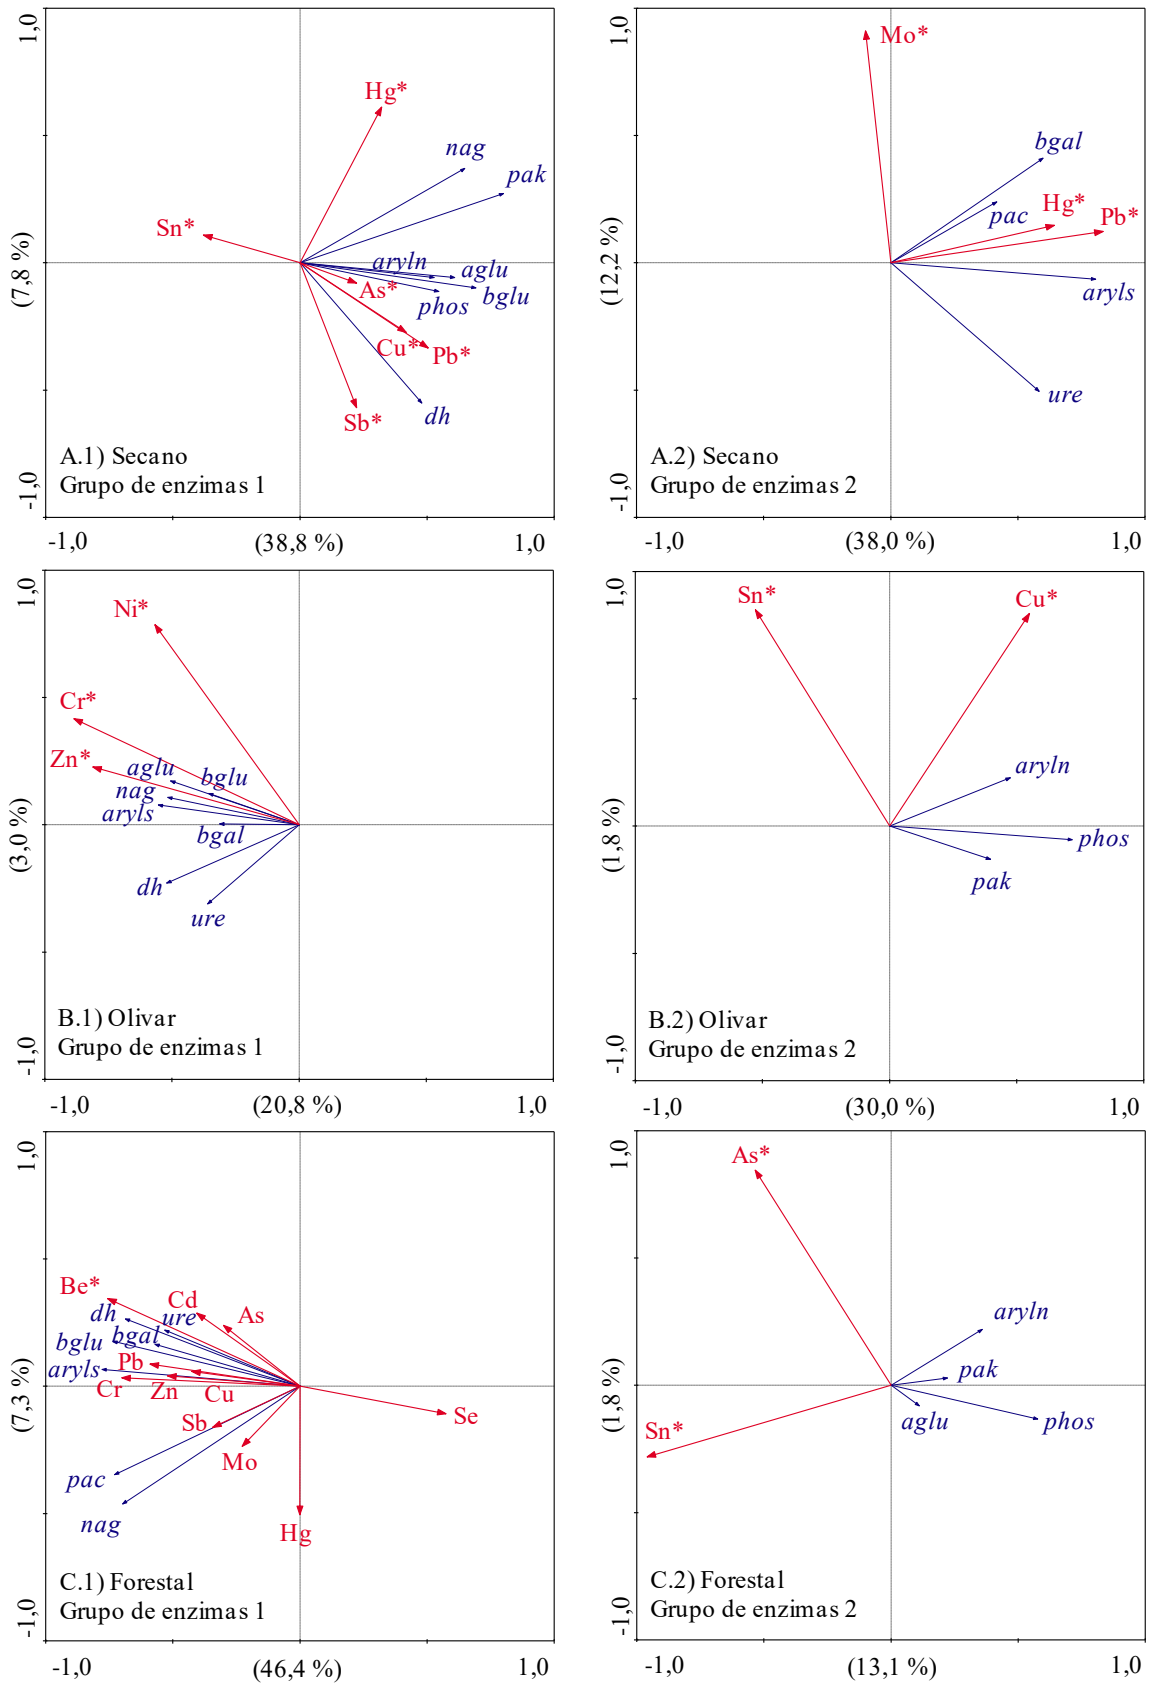 1,0
Hg*
nag
pak
Sn*
aryln
aglu
As*
bglu
phos
Cu*
Pb*
Sb*
dh
(7,8 %)
A.1) Secano
Grupo de enzimas 1
-1,0
-1,0
(38,8 %)
1,0
1,0
Mo*
bgal
Hg*
pac
Pb*
aryls
ure
(12,2 %)
A.2) Secano
Grupo de enzimas 2
-1,0
-1,0
(38,0 %)
1,0
1,0
Ni*
Cr*
Zn*
aglu
bglu
nag
aryls
bgal
dh
ure
(3,0 %)
B.1) Olivar
Grupo de enzimas 1
-1,0
-1,0
(20,8 %)
1,0
1,0
Sn*
Cu*
aryln
phos
pak
(1,8 %)
B.2) Olivar
Grupo de enzimas 2
-1,0
-1,0
(30,0 %)
1,0
1,0
Be*
Cd
As
dh
ure
bglu
bgal
Pb
aryls
Cr
Zn
Cu
Se
Sb
Mo
pac
nag
Hg
(7,3 %)
C.1) Forestal
Grupo de enzimas 1
-1,0
-1,0
(46,4 %)
1,0
1,0
As*
aryln
pak
aglu
phos
Sn*
(1,8 %)
C.2) Forestal
Grupo de enzimas 2
-1,0
-1,0
(13,1 %)
1,0